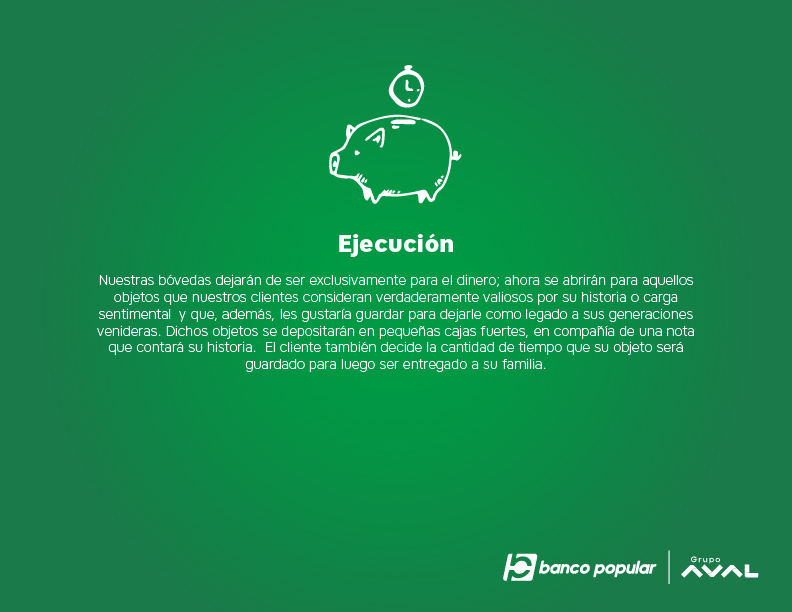 Ejecución
Nuestras bóvedas dejarán de ser exclusivamente para el dinero; ahora se abrirán para aquellos
objetos que nuestros clientes consideran verdaderamente valiosos por su historia o carga
sentimental  y que, además, les gustaría guardar para dejarle como legado a sus generaciones
venideras. Dichos objetos se depositarán en pequeñas cajas fuertes, en compañía de una nota
que contará su historia.  El cliente también decide la cantidad de tiempo que su objeto será
guardado para luego ser entregado a su familia.
banco popular
Grupo
AVAL